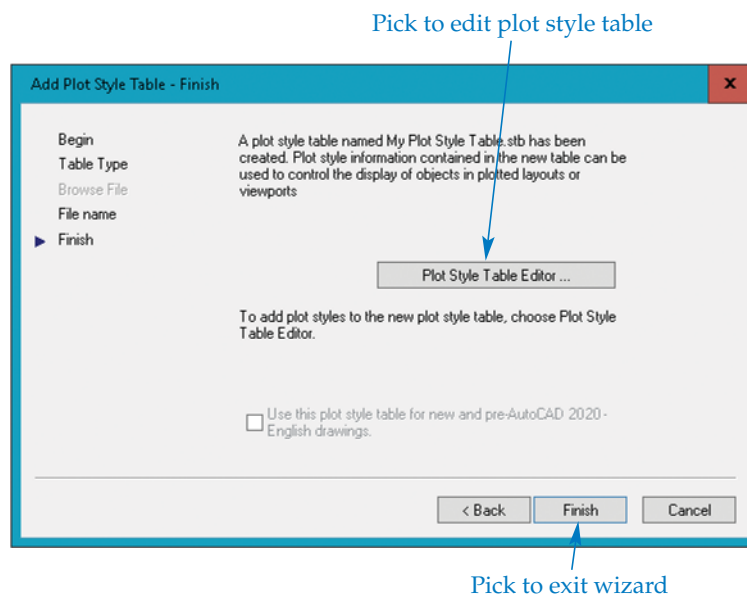 Pick to edit plot style table
Add Plot Style Table - Finish
x
Begin
Table Type
Browse File
File name
Finish
A plot style table named My Plot Style Table.stb has been
created. Plot style information contained in the new table can be
used to control the display of objects in plotted layouts or
viewports
Plot Style Table Editor ...
To add plot styles to the new plot style table, choose Plot Style
Table Editor.
Use this plot style table for new and pre-AutoCAD 2020 -
English drawings.
< Back
Finish
Cancel
Pick to exit wizard